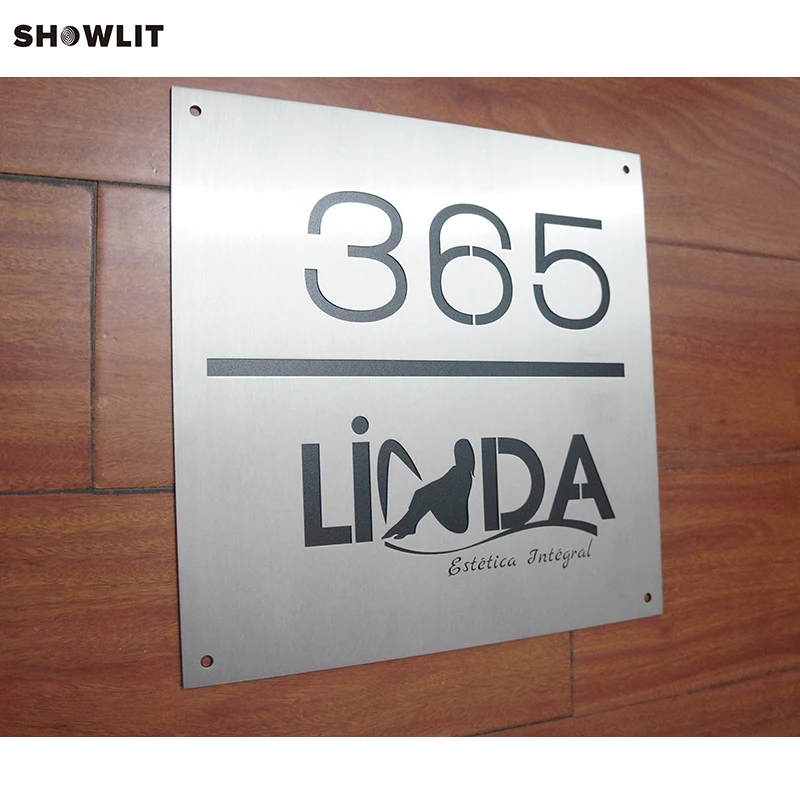 SHOWLIT
365
LiNDA
Estética Intégral